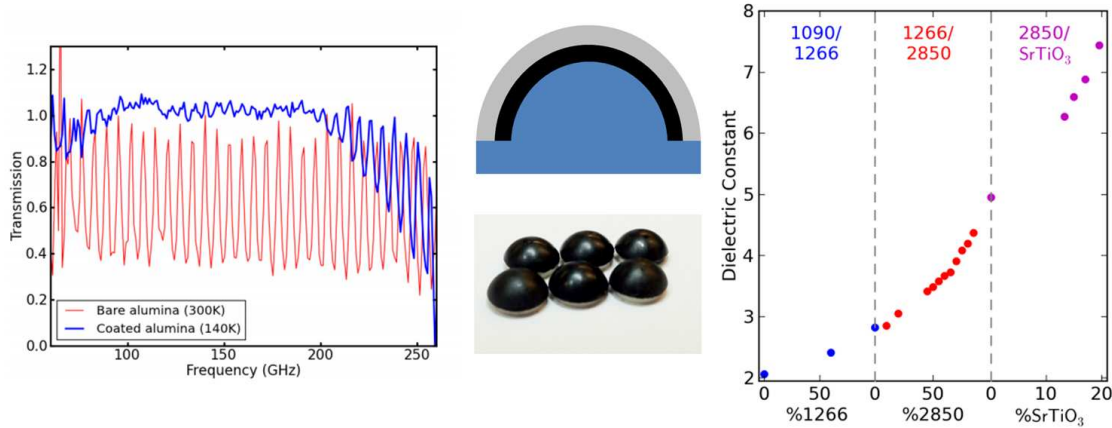 1.2
1.0
0.8
0.6
0.4
0.2
0.0
Transmission
Bare alumina (300K)
Coated alumina (140K)
100 150 200 250
Frequency (GHz)
8
7
6
5
4
3
2
Dielectric Constant
1090/ 1266/ 2850/
1266 2850 SrTiO₃
0 50 0 50 0 10 20
%1266 %2850 %SrTiO₃